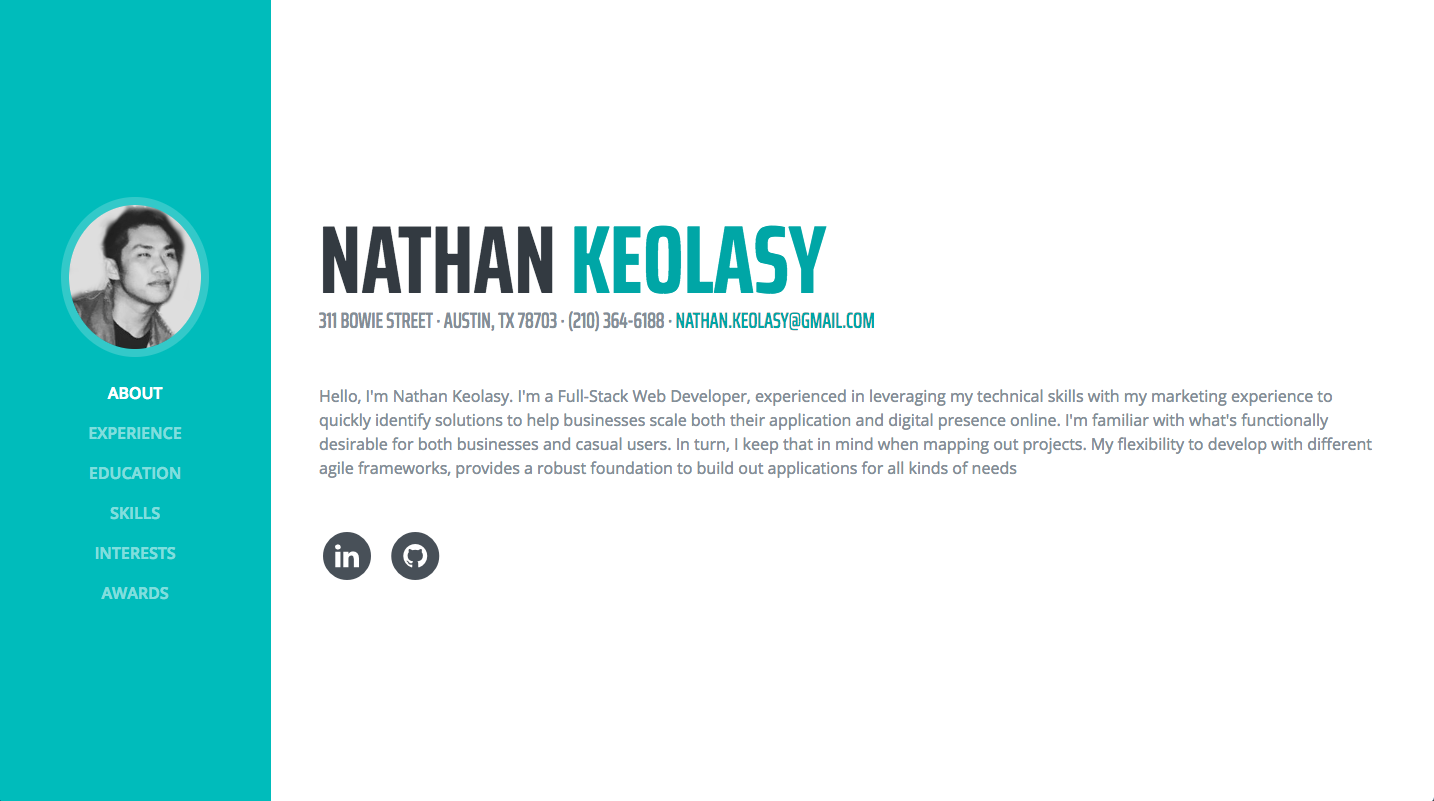 ABOUT
EXPERIENCE
EDUCATION
SKILLS
INTERESTS
AWARDS
NATHAN KEOLASY
311 BOWIE STREET · AUSTIN, TX 78703 · (210) 364-6188 · NATHAN.KEOLASY@GMAIL.COM
Hello, I'm Nathan Keolasy. I'm a Full-Stack Web Developer, experienced in leveraging my technical skills with my marketing experience to
quickly identify solutions to help businesses scale both their application and digital presence online. I'm familiar with what's functionally
desirable for both businesses and casual users. In turn, I keep that in mind when mapping out projects. My flexibility to develop with different
agile frameworks, provides a robust foundation to build out applications for all kinds of needs
in